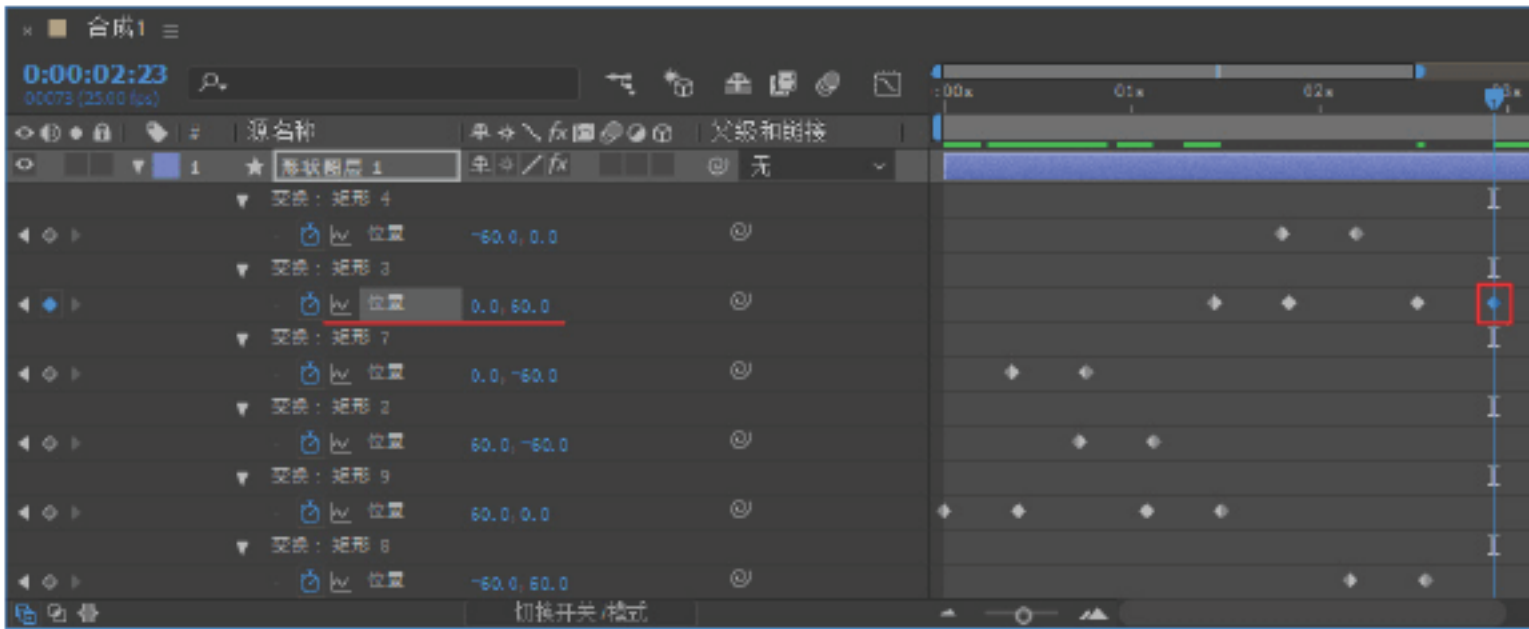 合成1
0:00:02:23
00073 (25.00 fps)
:00s 01s 02s 03s
# 源名称 fx 父级和链接
1 形状图层 1 fx 无
变换：矩形 4
位置 -60.0, 0.0
变换：矩形 3
位置 0.0, 60.0
变换：矩形 7
位置 0.0, -60.0
变换：矩形 2
位置 60.0, -60.0
变换：矩形 9
位置 60.0, 0.0
变换：矩形 8
位置 -60.0, 60.0
切换开关/模式